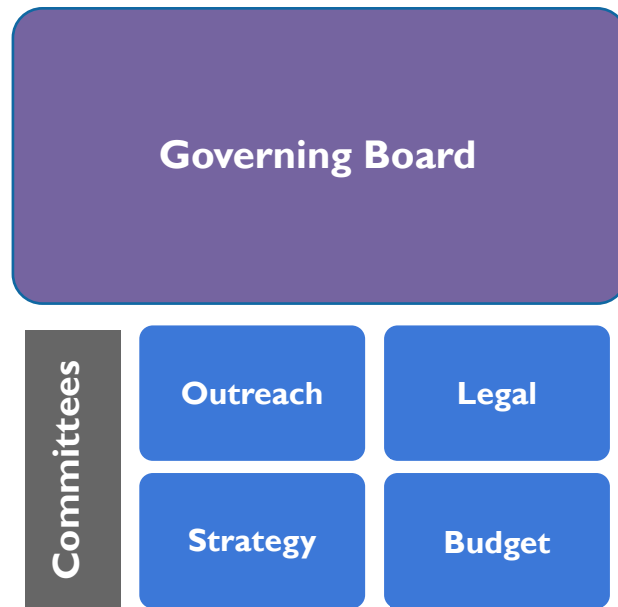 Governing Board
Committees
Outreach
Legal
Strategy
Budget